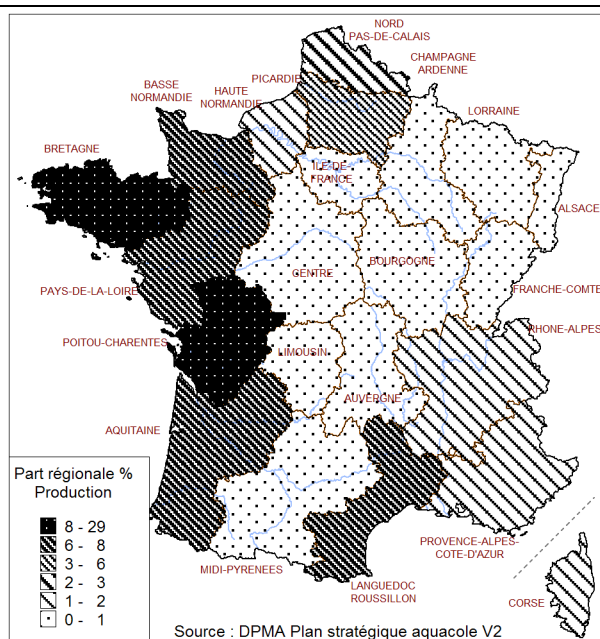 NORD
PAS-DE-CALAIS
CHAMPAGNE
ARDENNE
PICARDIE
BASSE
NORMANDIE
HAUTE
NORMANDIE
LORRAINE
BRETAGNE
ILE-DE-
FRANCE
ALSACE
CENTRE
BOURGOGNE
PAYS-DE-LA-LOIRE
FRANCHE-COMTE
RHONE-ALPES
POITOU-CHARENTES
LIMOUSIN
AUVERGNE
AQUITAINE
PROVENCE-ALPES-
COTE-D'AZUR
MIDI-PYRENEES
LANGUEDOC
ROUSSILLON
CORSE
Part régionale %
Production
8 - 29
6 - 8
3 - 6
2 - 3
1 - 2
0 - 1
Source : DPMA Plan stratégique aquacole V2